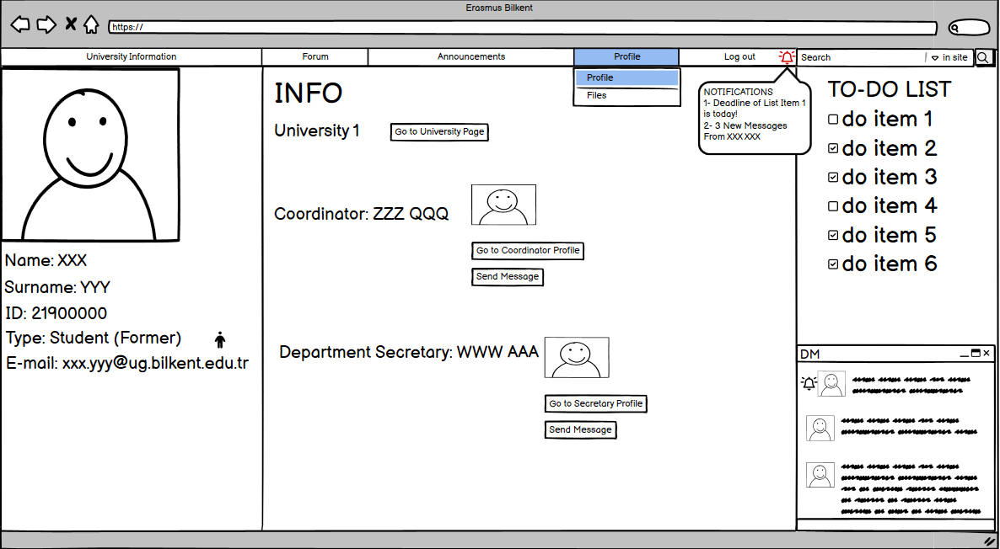 Erasmus Bilkent
https://
University Information
Forum
Announcements
Profile
Log out
Search
in site
Profile
Files
NOTIFICATIONS
1- Deadline of List Item 1
is today!
2- 3 New Messages
From XXX XXX
Name: XXX
Surname: YYY
ID: 21900000
Type: Student (Former)
E-mail: xxx.yyy@ug.bilkent.edu.tr
INFO
University 1
Go to University Page
Coordinator: ZZZ QQQ
Go to Coordinator Profile
Send Message
Department Secretary: WWW AAA
Go to Secretary Profile
Send Message
TO-DO LIST
do item 1
do item 2
do item 3
do item 4
do item 5
do item 6
DM